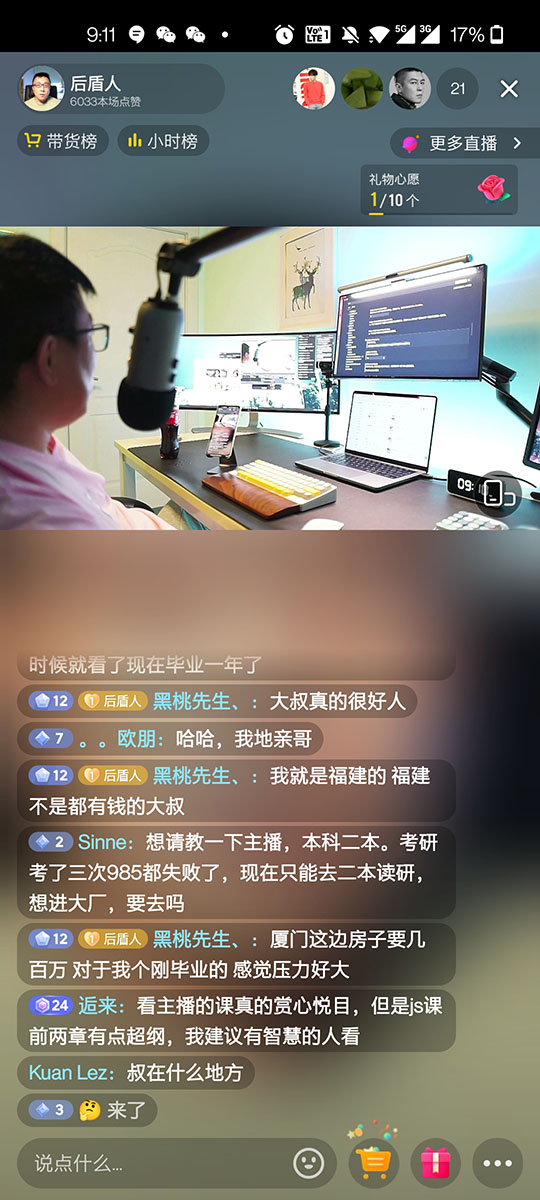 9:11
VoLTE 1 5G 3G 17%
后盾人
6033本场点赞
21
带货榜 小时榜 更多直播
礼物心愿
1/10个
09:
时候就看了现在毕业一年了
12 1 后盾人 黑桃先生、：大叔真的很好人
7 。。欧朋：哈哈，我地亲哥
12 1 后盾人 黑桃先生、：我就是福建的 福建
不是都有钱的大叔
2 Sinne：想请教一下主播，本科二本。考研
考了三次985都失败了，现在只能去二本读研，
想进大厂，要去吗
12 1 后盾人 黑桃先生、：厦门这边房子要几
百万 对于我个刚毕业的 感觉压力好大
24 逅来：看主播的课真的赏心悦目，但是js课
前两章有点超纲，我建议有智慧的人看
Kuan Lez：叔在什么地方
3 🤔 来了
说点什么...